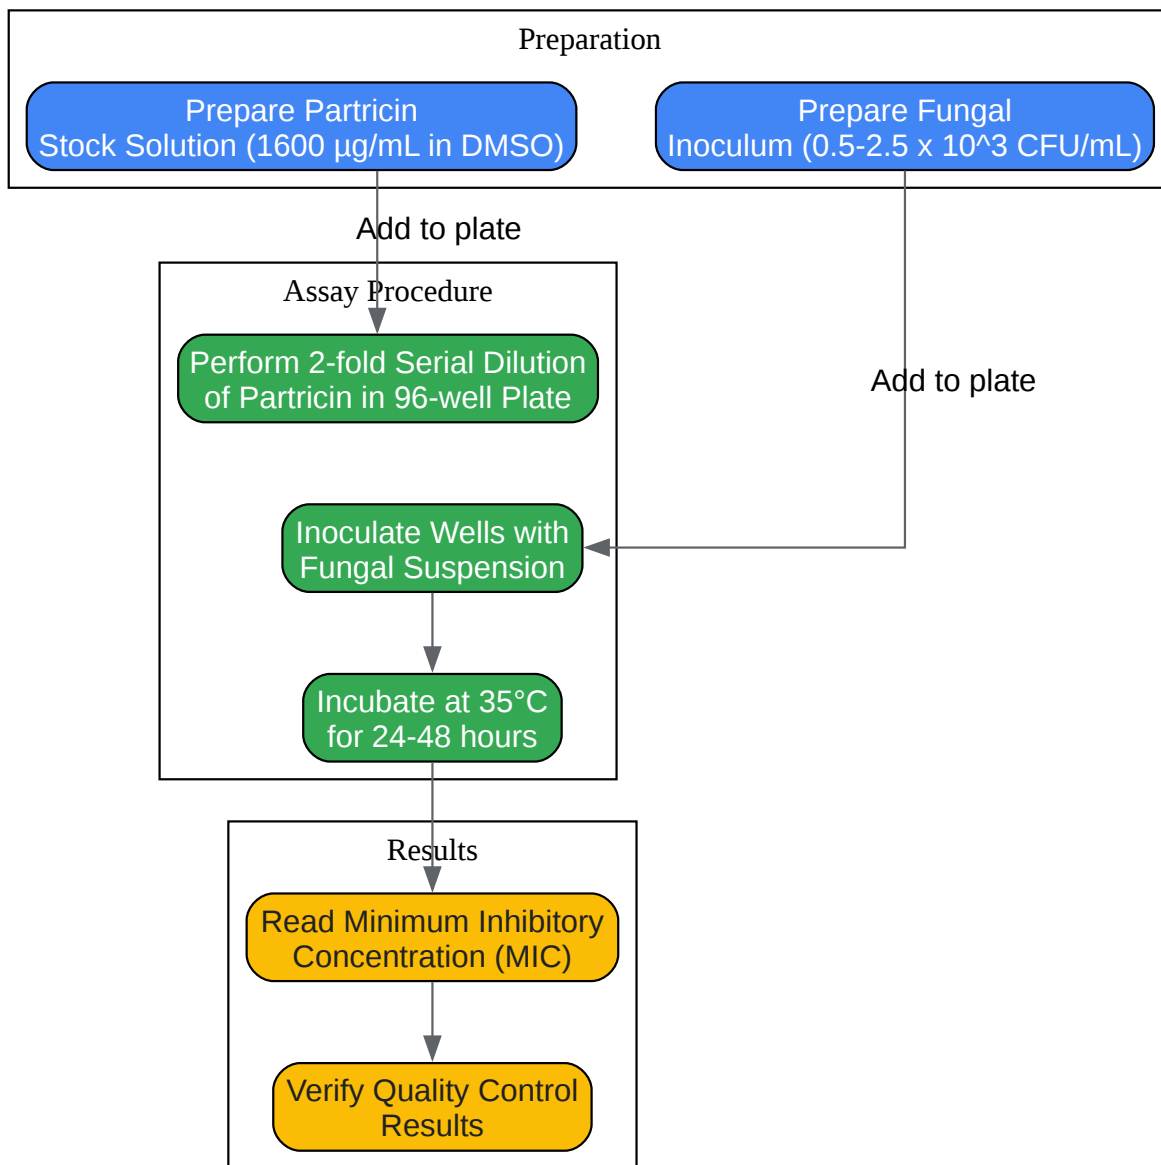 Preparation
Prepare Partricin
Stock Solution (1600 µg/mL in DMSO)
Prepare Fungal
Inoculum (0.5-2.5 x 10^3 CFU/mL)
Add to plate
Assay Procedure
Perform 2-fold Serial Dilution
of Partricin in 96-well Plate
Add to plate
Inoculate Wells with
Fungal Suspension
Incubate at 35°C
for 24-48 hours
Results
Read Minimum Inhibitory
Concentration (MIC)
Verify Quality Control
Results